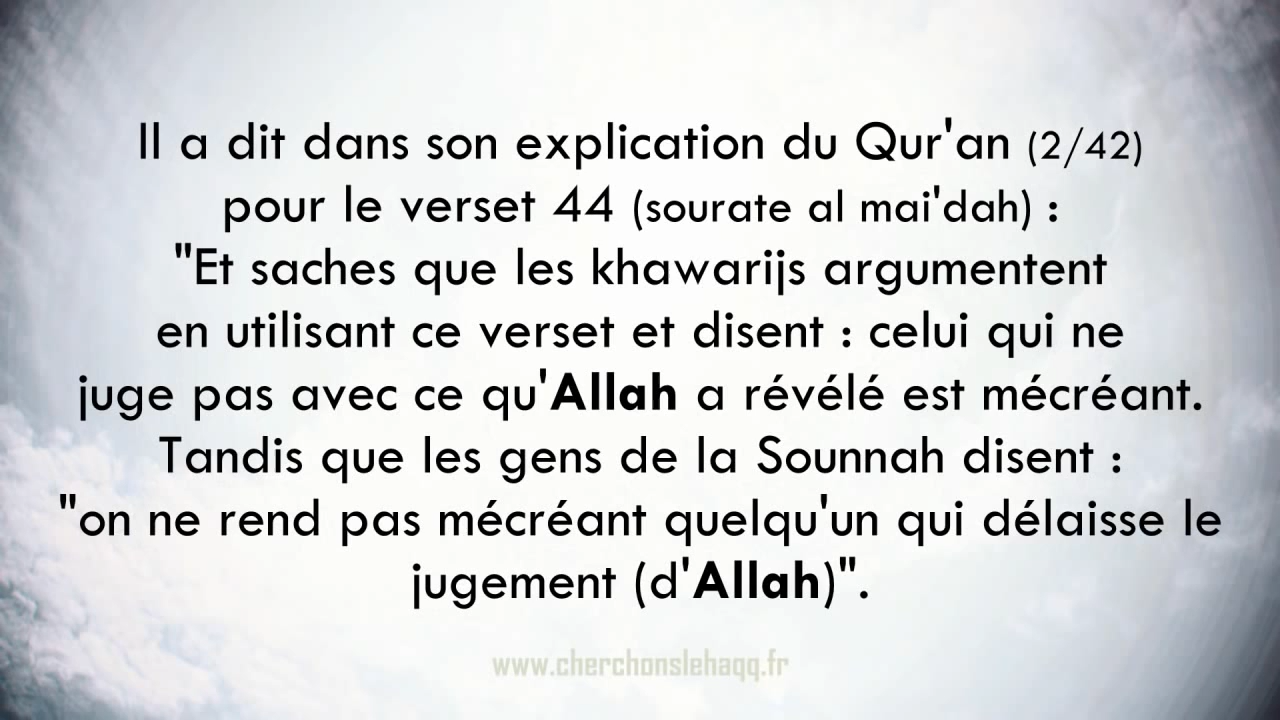 Il a dit dans son explication du Qur'an (2/42)
pour le verset 44 (sourate al mai'dah) :
"Et saches que les khawarijs argumentent
en utilisant ce verset et disent : celui qui ne
juge pas avec ce qu'Allah a révélé est mécréant.
Tandis que les gens de la Sounnah disent :
"on ne rend pas mécréant quelqu'un qui délaisse le
jugement (d'Allah)".
www.cherchonslehaqq.fr